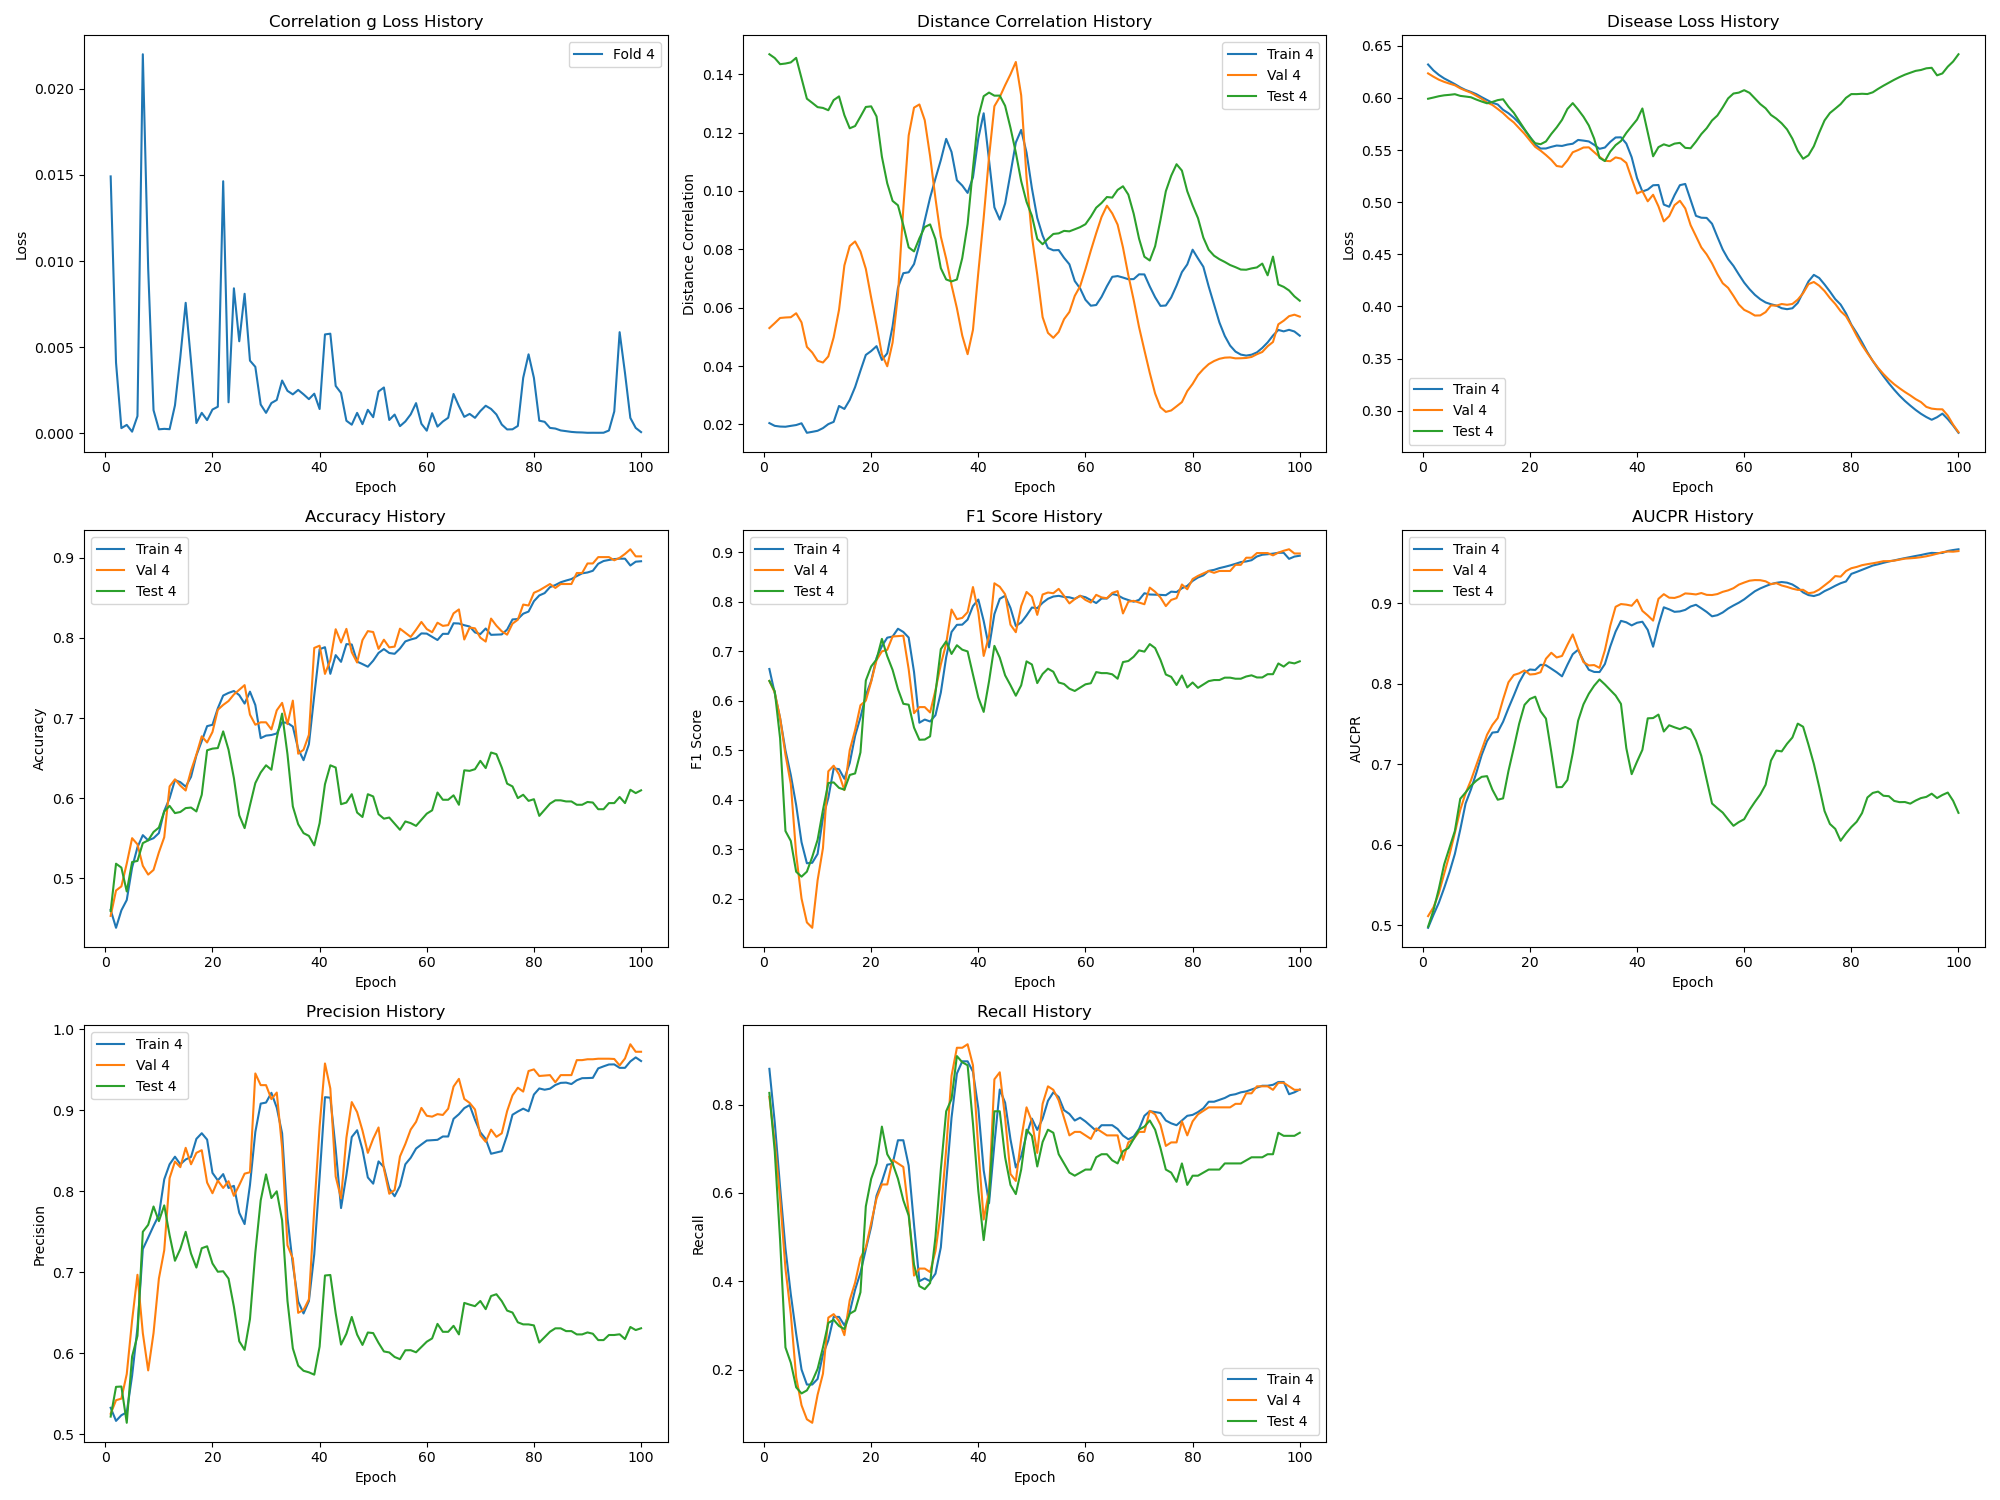 Correlation g Loss History
Loss
0.020
0.015
0.010
0.005
0.000
0 20 40 60 80 100
Epoch
Fold 4
Distance Correlation History
Distance Correlation
0.14
0.12
0.10
0.08
0.06
0.04
0.02
0 20 40 60 80 100
Epoch
Train 4
Val 4
Test 4
Disease Loss History
Loss
0.65
0.60
0.55
0.50
0.45
0.40
0.35
0.30
0 20 40 60 80 100
Epoch
Train 4
Val 4
Test 4
Accuracy History
Accuracy
0.9
0.8
0.7
0.6
0.5
0 20 40 60 80 100
Epoch
Train 4
Val 4
Test 4
F1 Score History
F1 Score
0.9
0.8
0.7
0.6
0.5
0.4
0.3
0.2
0 20 40 60 80 100
Epoch
Train 4
Val 4
Test 4
AUCPR History
AUCPR
0.9
0.8
0.7
0.6
0.5
0 20 40 60 80 100
Epoch
Train 4
Val 4
Test 4
Precision History
Precision
1.0
0.9
0.8
0.7
0.6
0.5
0 20 40 60 80 100
Epoch
Train 4
Val 4
Test 4
Recall History
Recall
0.8
0.6
0.4
0.2
0 20 40 60 80 100
Epoch
Train 4
Val 4
Test 4